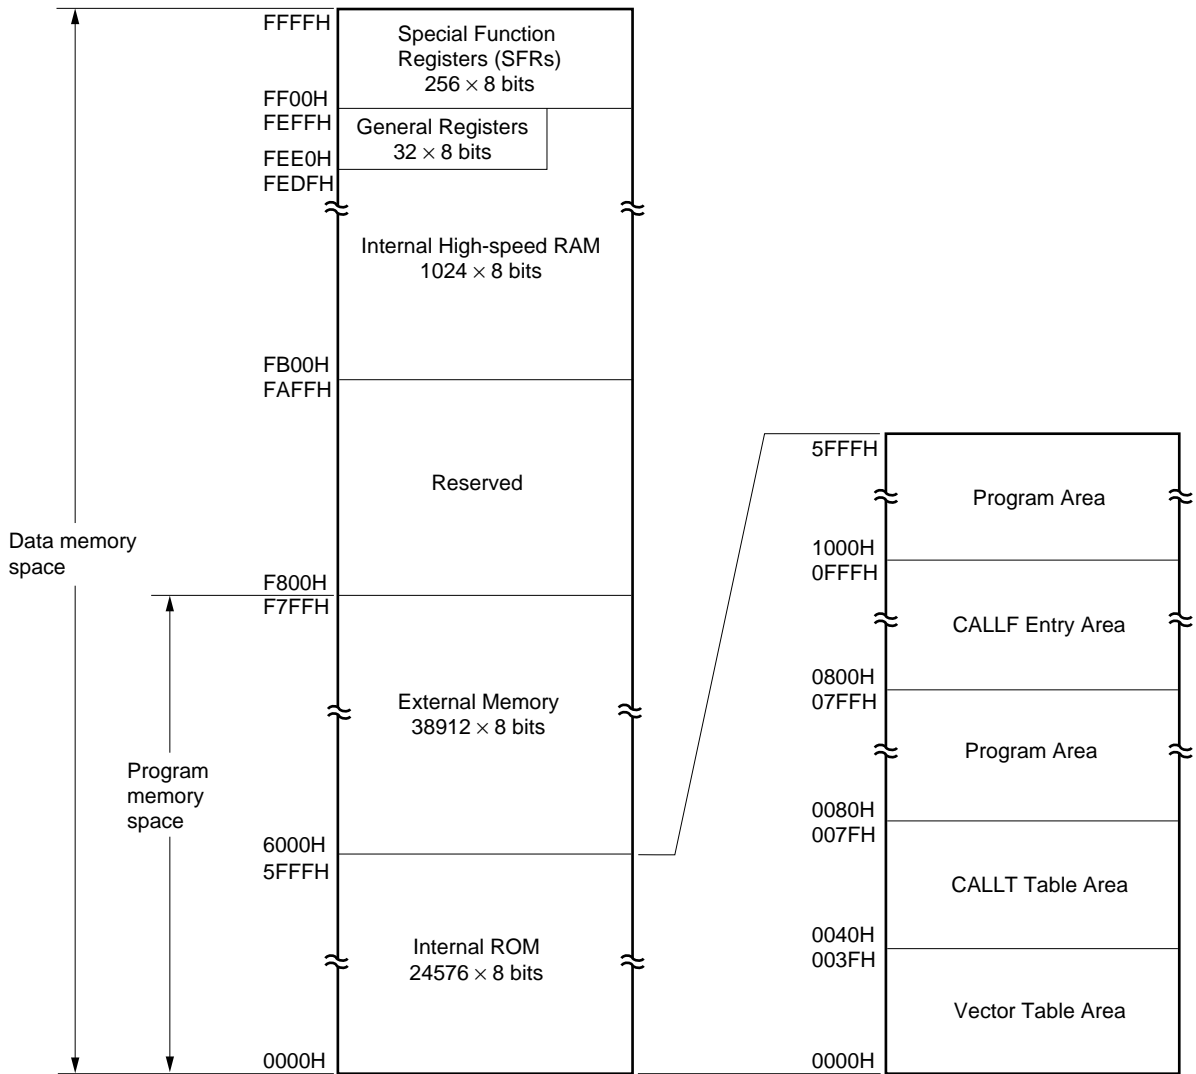 FFFFH
Special Function
Registers (SFRs)
256 × 8 bits
FF00H
FEFFH
General Registers
32 × 8 bits
FEE0H
FEDFH
Internal High-speed RAM
1024 × 8 bits
FB00H
FAFFH
Reserved
Data memory
space
F800H
F7FFH
External Memory
38912 × 8 bits
Program
memory
space
6000H
5FFFH
Internal ROM
24576 × 8 bits
0000H
5FFFH
Program Area
1000H
0FFFH
CALLF Entry Area
0800H
07FFH
Program Area
0080H
007FH
CALLT Table Area
0040H
003FH
Vector Table Area
0000H